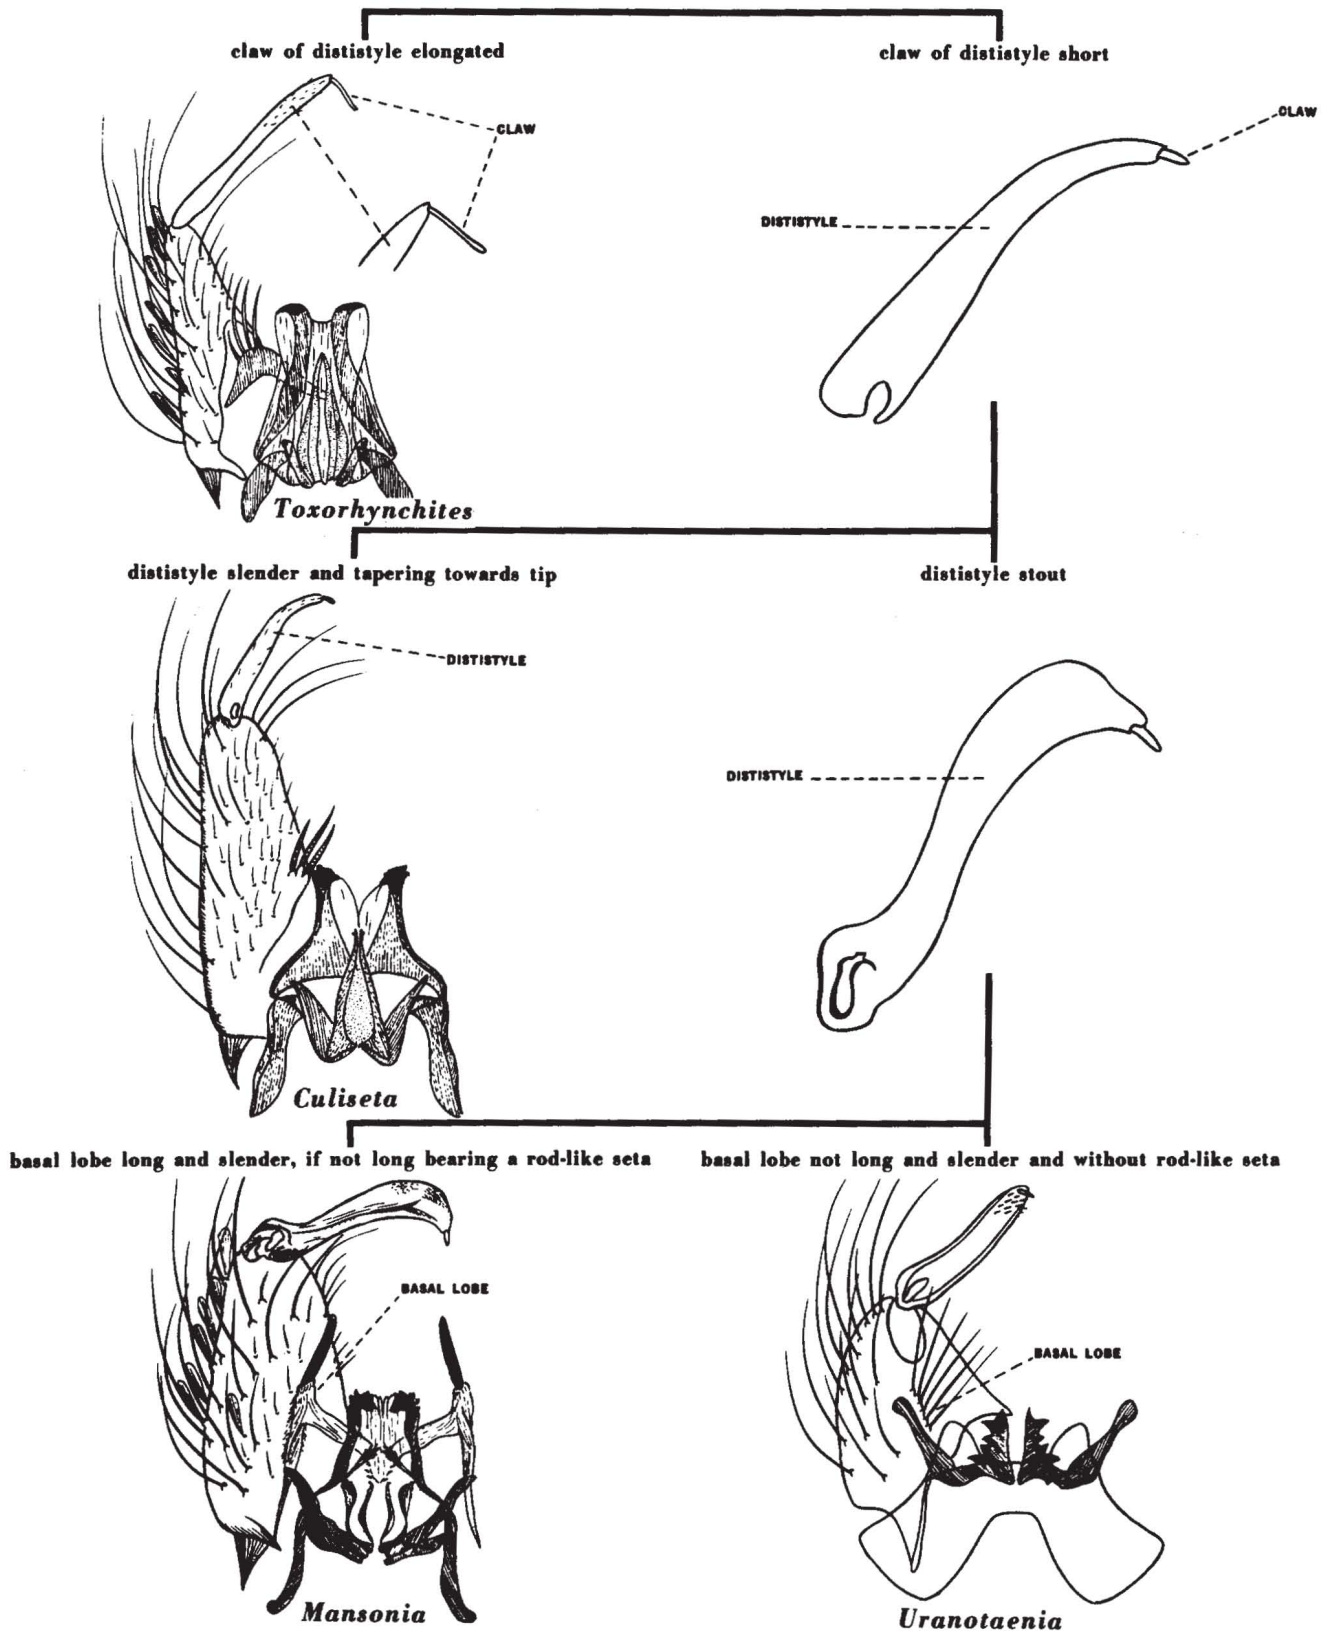 claw of dististyle elongated
claw of dististyle short
CLAW
CLAW
DISTISTYLE
Toxorhynchites
dististyle slender and tapering towards tip
dististyle stout
DISTISTYLE
DISTISTYLE
Culiseta
basal lobe long and slender, if not long bearing a rod-like seta
basal lobe not long and slender and without rod-like seta
BASAL LOBE
BASAL LOBE
Mansonia
Uranotaenia